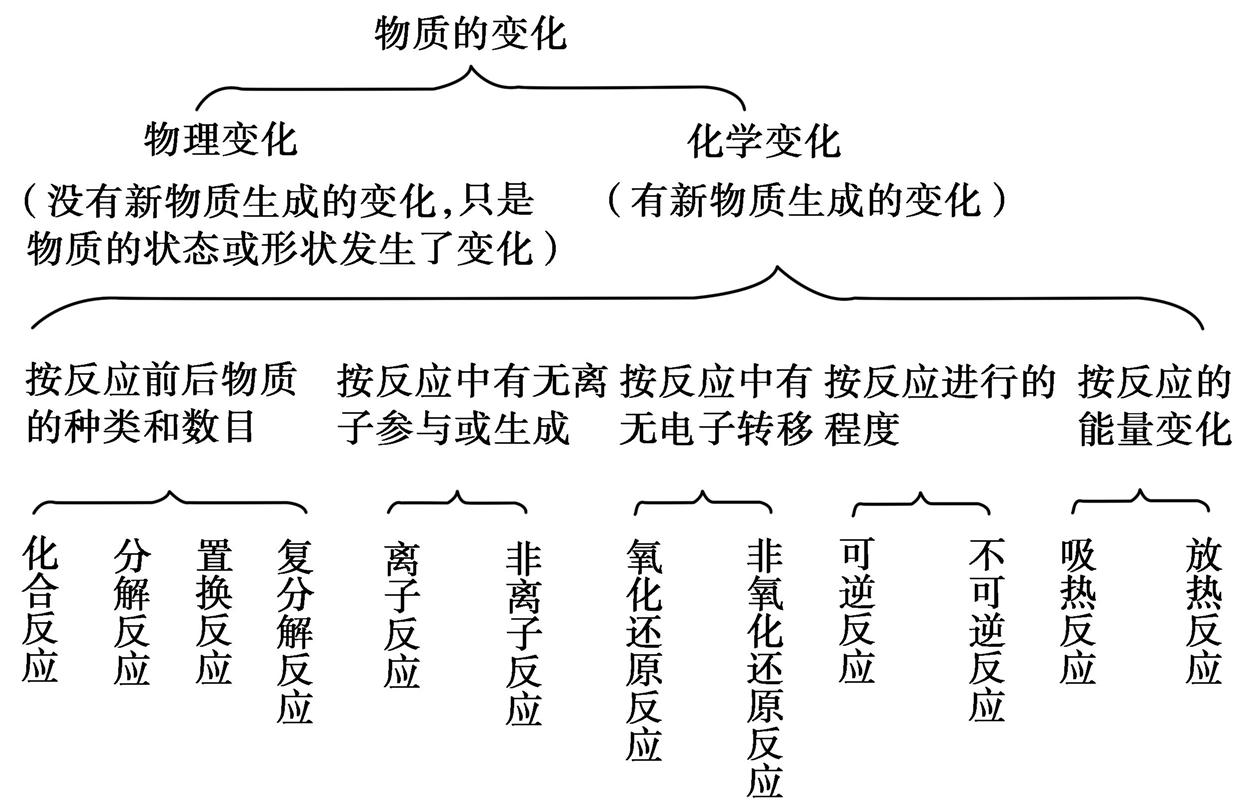 物质的变化
物理变化
化学变化
(没有新物质生成的变化,只是
物质的状态或形状发生了变化)
(有新物质生成的变化)
按反应前后物质
的种类和数目
按反应中有无离
子参与或生成
按反应中有
无电子转移
按反应进行的
程度
按反应的
能量变化
化合反应
分解反应
置换反应
复分解反应
离子反应
非离子反应
氧化还原反应
非氧化还原反应
可逆反应
不可逆反应
吸热反应
放热反应